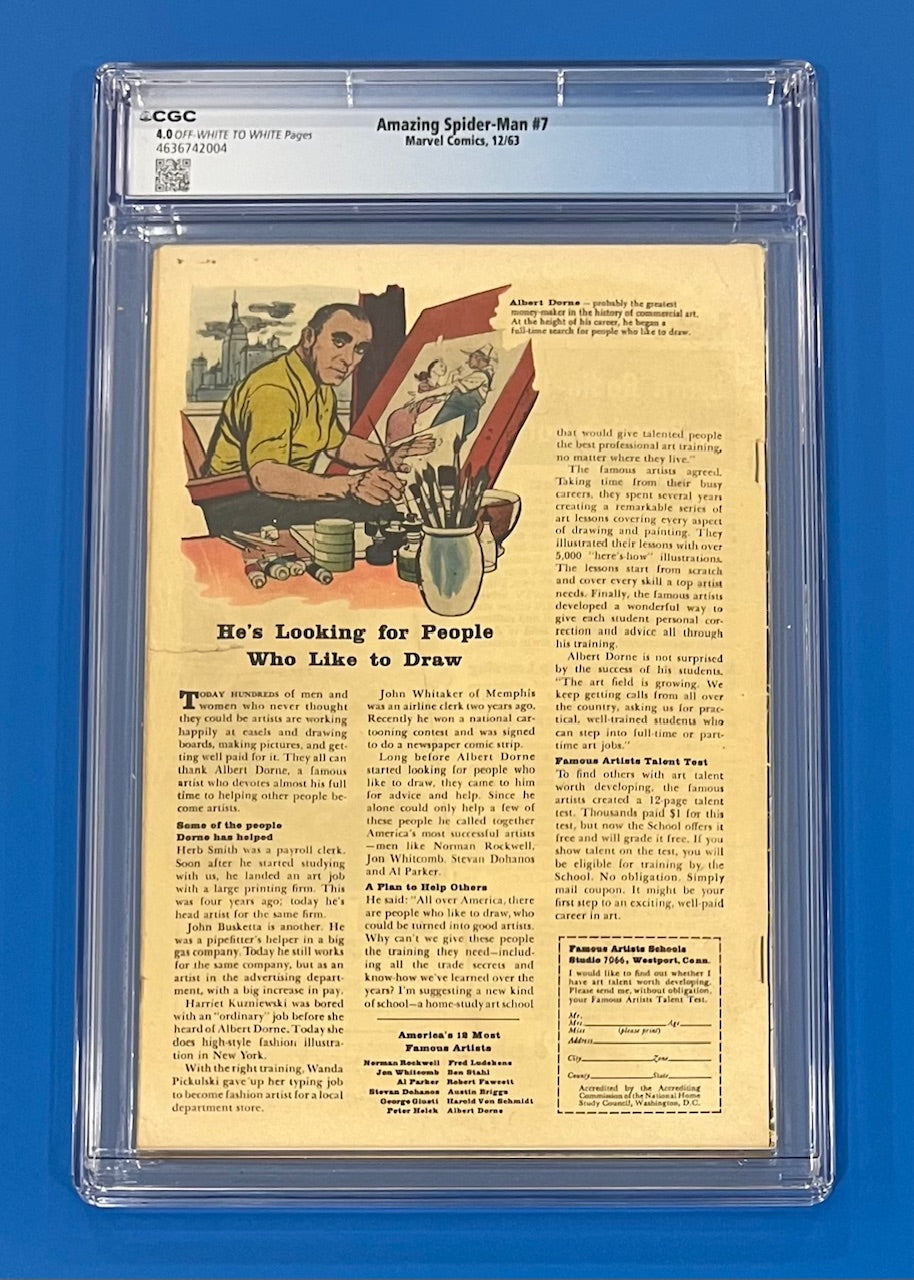 CGC
4.0 OFF-WHITE TO WHITE Pages
4636742004
Amazing Spider-Man #7
Marvel Comics, 12/63
Albert Dorne — probably the greatest
money-maker in the history of commercial art.
At the height of his career, he began a
full-time search for people who like to draw.
He's Looking for People
Who Like to Draw
TODAY HUNDREDS of men and
women who never thought
they could be artists are working
happily at easels and drawing
boards, making pictures, and get-
ting well paid for it. They all can
thank Albert Dorne, a famous
artist who devotes almost his full
time to helping other people be-
come artists.
Some of the people
Dorne has helped
Herb Smith was a payroll clerk.
Soon after he started studying
with us, he landed an art job
with a large printing firm. This
was four years ago; today he's
head artist for the same firm.
John Busketta is another. He
was a pipefitter's helper in a big
gas company. Today he still works
for the same company, but as an
artist in the advertising depart-
ment, with a big increase in pay.
Harriet Kuzniewski was bored
with an "ordinary" job before she
heard of Albert Dorne. Today she
does high-style fashion illustra-
tion in New York.
With the right training, Wanda
Pickulski gave up her typing job
to become fashion artist for a local
department store.
John Whitaker of Memphis
was an airline clerk two years ago.
Recently he won a national car-
tooning contest and was signed
to do a newspaper comic strip.
Long before Albert Dorne
started looking for people who
like to draw, they came to him
for advice and help. Since he
alone could only help a few of
these people he called together
America's most successful artists
—men like Norman Rockwell,
Jon Whitcomb, Stevan Dohanos
and Al Parker.
A Plan to Help Others
He said: "All over America, there
are people who like to draw, who
could be turned into good artists.
Why can't we give these people
the training they need—includ-
ing all the trade secrets and
know-how we've learned over the
years? I'm suggesting a new kind
of school—a home-study art school
America's 12 Most
Famous Artists
Norman Rockwell Fred Ludekens
Jon Whitcomb Ben Stahl
Al Parker Robert Fawcett
Stevan Dohanos Austin Briggs
George Giusti Harold Von Schmidt
Peter Helck Albert Dorne
that would give talented people
the best professional art training,
no matter where they live."
The famous artists agreed.
Taking time from their busy
careers, they spent several years
creating a remarkable series of
art lessons covering every aspect
of drawing and painting. They
illustrated their lessons with over
5,000 "here's-how" illustrations.
The lessons start from scratch
and cover every skill a top artist
needs. Finally, the famous artists
developed a wonderful way to
give each student personal cor-
rection and advice all through
his training.
Albert Dorne is not surprised
by the success of his students.
"The art field is growing. We
keep getting calls from all over
the country, asking us for prac-
tical, well-trained students who
can step into full-time or part-
time art jobs."
Famous Artists Talent Test
To find others with art talent
worth developing, the famous
artists created a 12-page talent
test. Thousands paid $1 for this
test, but now the School offers it
free and will grade it free. If you
show talent on the test, you will
be eligible for training by the
School. No obligation. Simply
mail coupon. It might be your
first step to an exciting, well-paid
career in art.
Famous Artists Schools
Studio 7066, Westport, Conn.
I would like to find out whether I
have art talent worth developing.
Please send me, without obligation,
your Famous Artists Talent Test.
Mr.
Mrs. Age
Miss (please print)
Address
City Zone
County State
Accredited by the Accrediting
Commission of the National Home
Study Council, Washington, D.C.